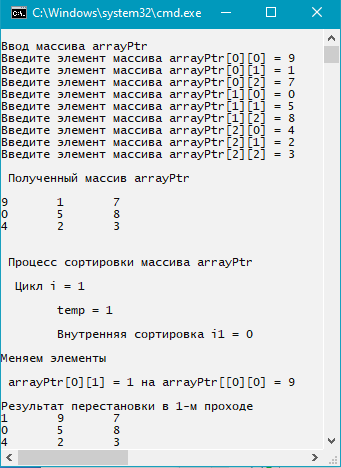 C:\Windows\system32\cmd.exe
Ввод массива arrayPtr
Введите элемент массива arrayPtr[0][0] = 9
Введите элемент массива arrayPtr[0][1] = 1
Введите элемент массива arrayPtr[0][2] = 7
Введите элемент массива arrayPtr[1][0] = 0
Введите элемент массива arrayPtr[1][1] = 5
Введите элемент массива arrayPtr[1][2] = 8
Введите элемент массива arrayPtr[2][0] = 4
Введите элемент массива arrayPtr[2][1] = 2
Введите элемент массива arrayPtr[2][2] = 3
Полученный массив arrayPtr
9 1 7
0 5 8
4 2 3
Процесс сортировки массива arrayPtr
Цикл i = 1
temp = 1
Внутренняя сортировка i1 = 0
Меняем элементы
arrayPtr[0][1] = 1 на arrayPtr[[0][0] = 9
Результат перестановки в 1-м проходе
1 9 7
0 5 8
4 2 3